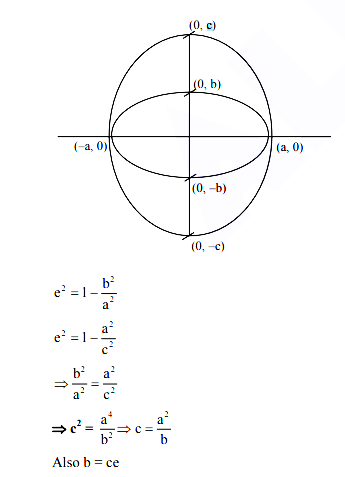 (0, c)
(0, b)
(–a, 0)
(a, 0)
(0, –b)
(0, –c)
e² = 1 – b²/a²
e² = 1 – a²/c²
⇒ b²/a² = a²/c²
⇒ c² = a⁴/b² ⇒ c = a²/b
Also b = ce